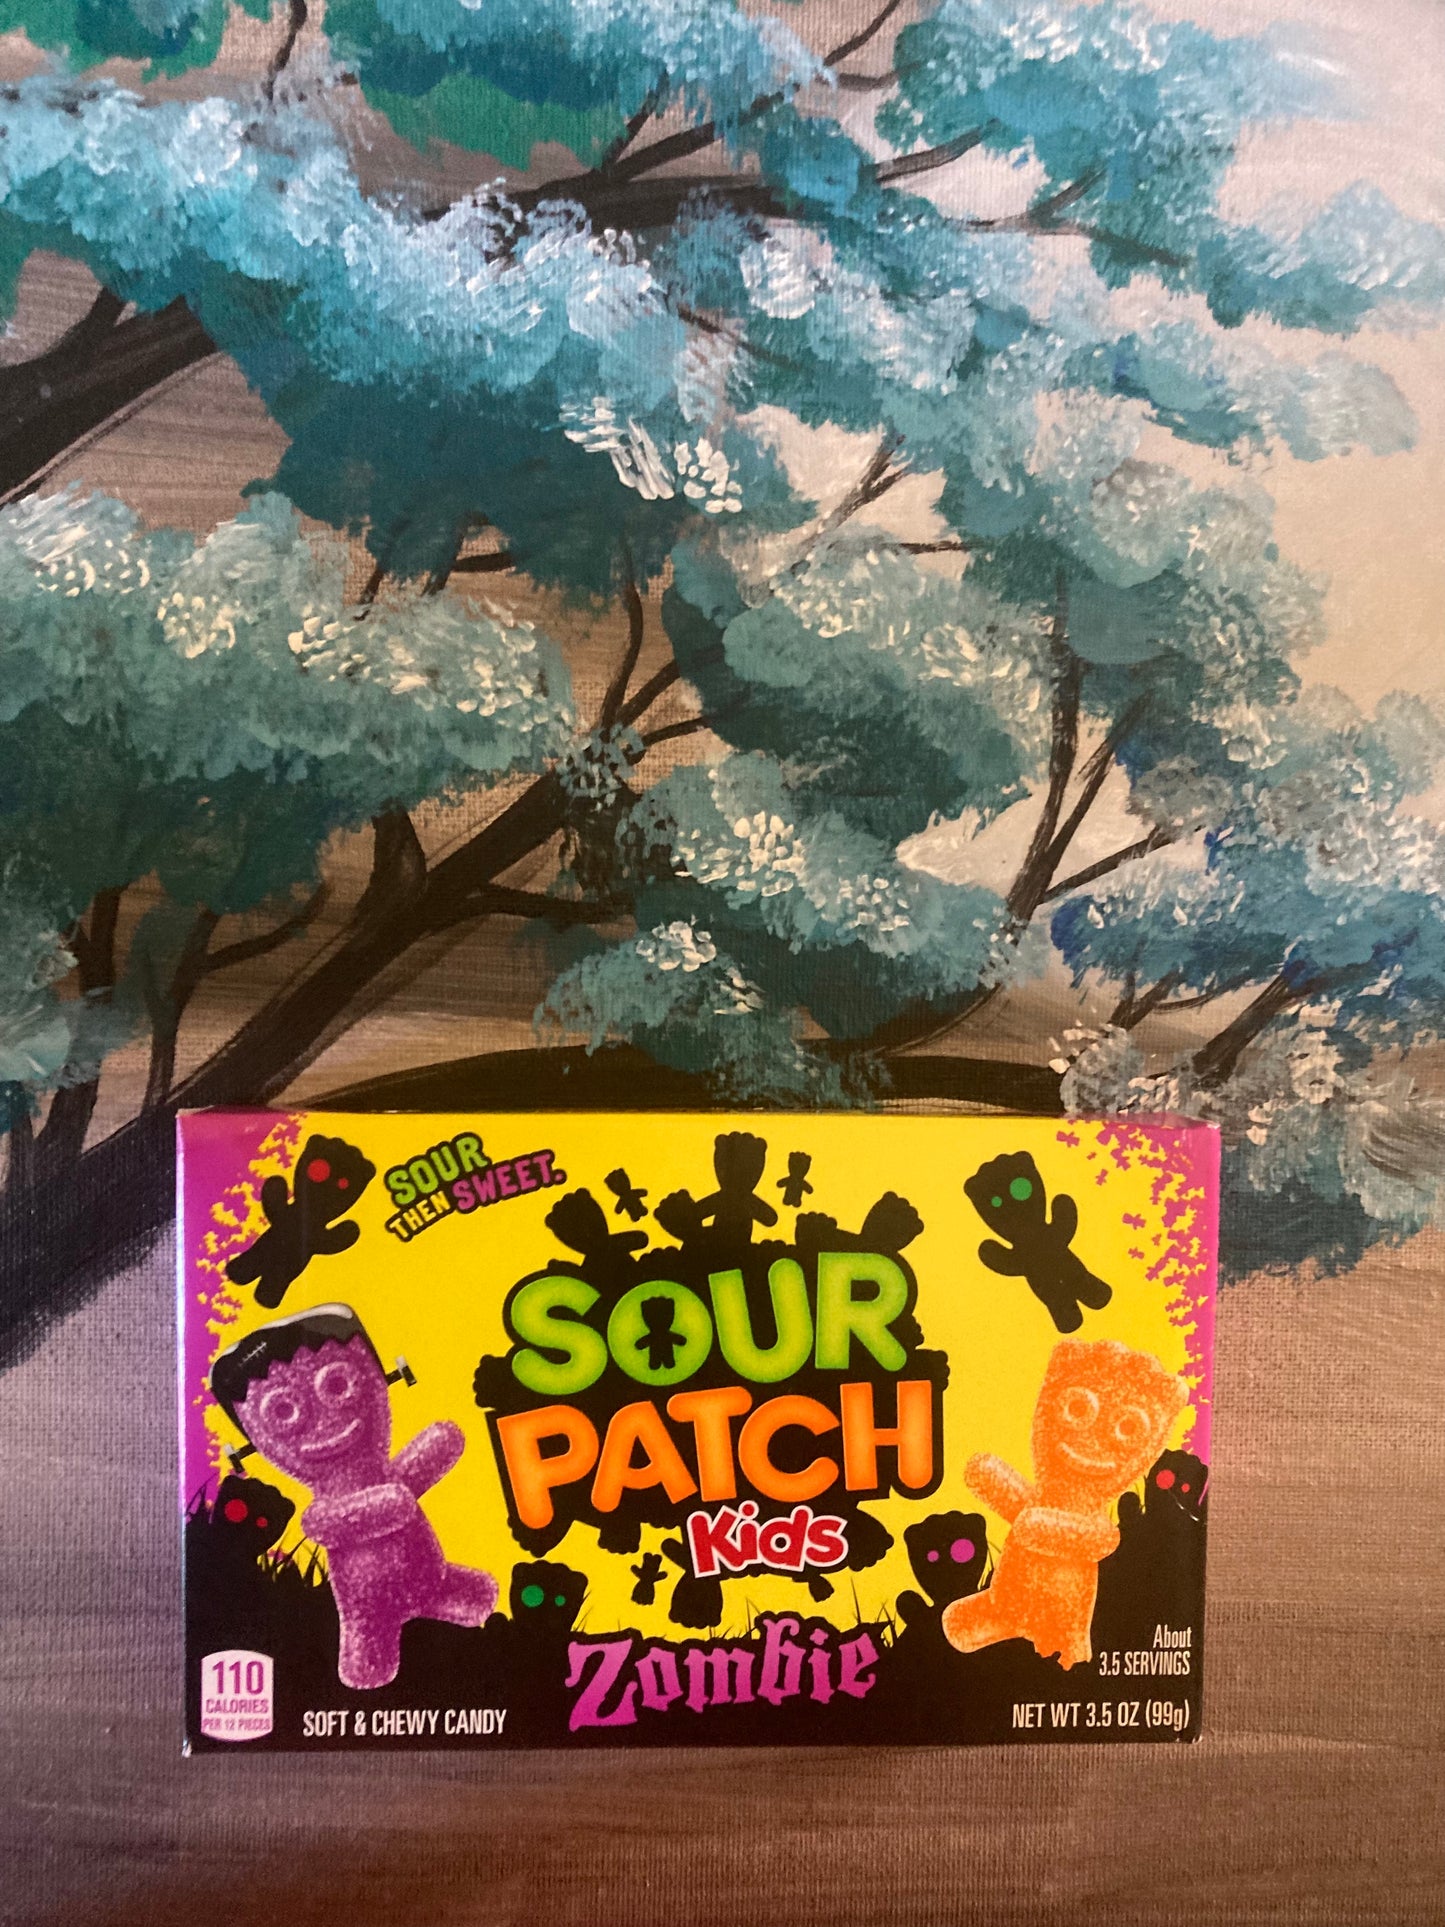 SOUR
THEN SWEET.
SOUR
PATCH
Kids
Zombie
110
CALORIES
PER 12 PIECES
SOFT & CHEWY CANDY
About
3.5 SERVINGS
NET WT 3.5 OZ (99g)